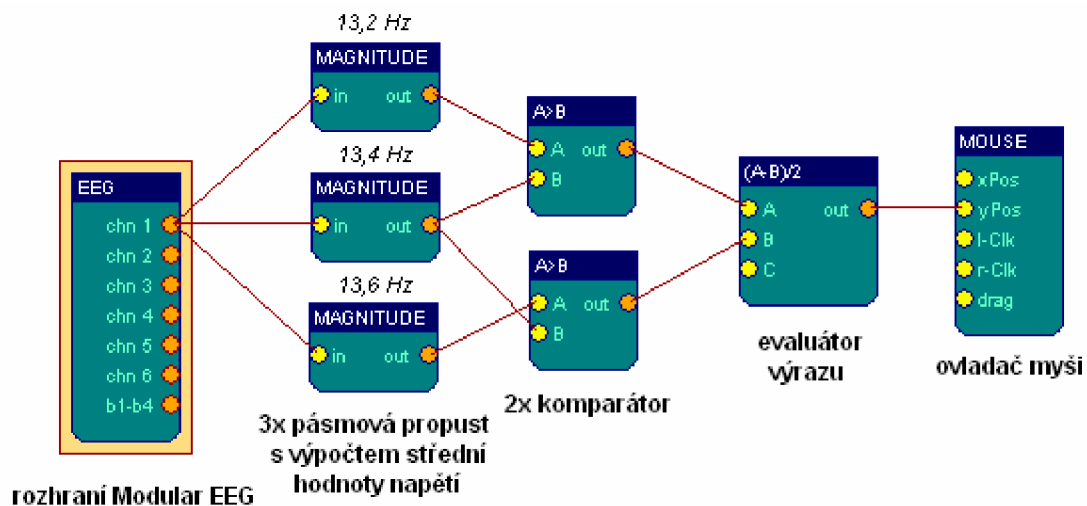 13,2 Hz
MAGNITUDE
in out
13,4 Hz
MAGNITUDE
in out
13,6 Hz
MAGNITUDE
in out
EEG
chn 1
chn 2
chn 3
chn 4
chn 5
chn 6
b1-b4
A>B
A out
B
A>B
A out
B
(A-B)/2
A out
B
C
MOUSE
xPos
yPos
l-Clk
r-Clk
drag
rozhraní Modular EEG
3x pásmová propust
s výpočtem střední
hodnoty napětí
2x komparátor
evaluátor
výrazu
ovladač myši